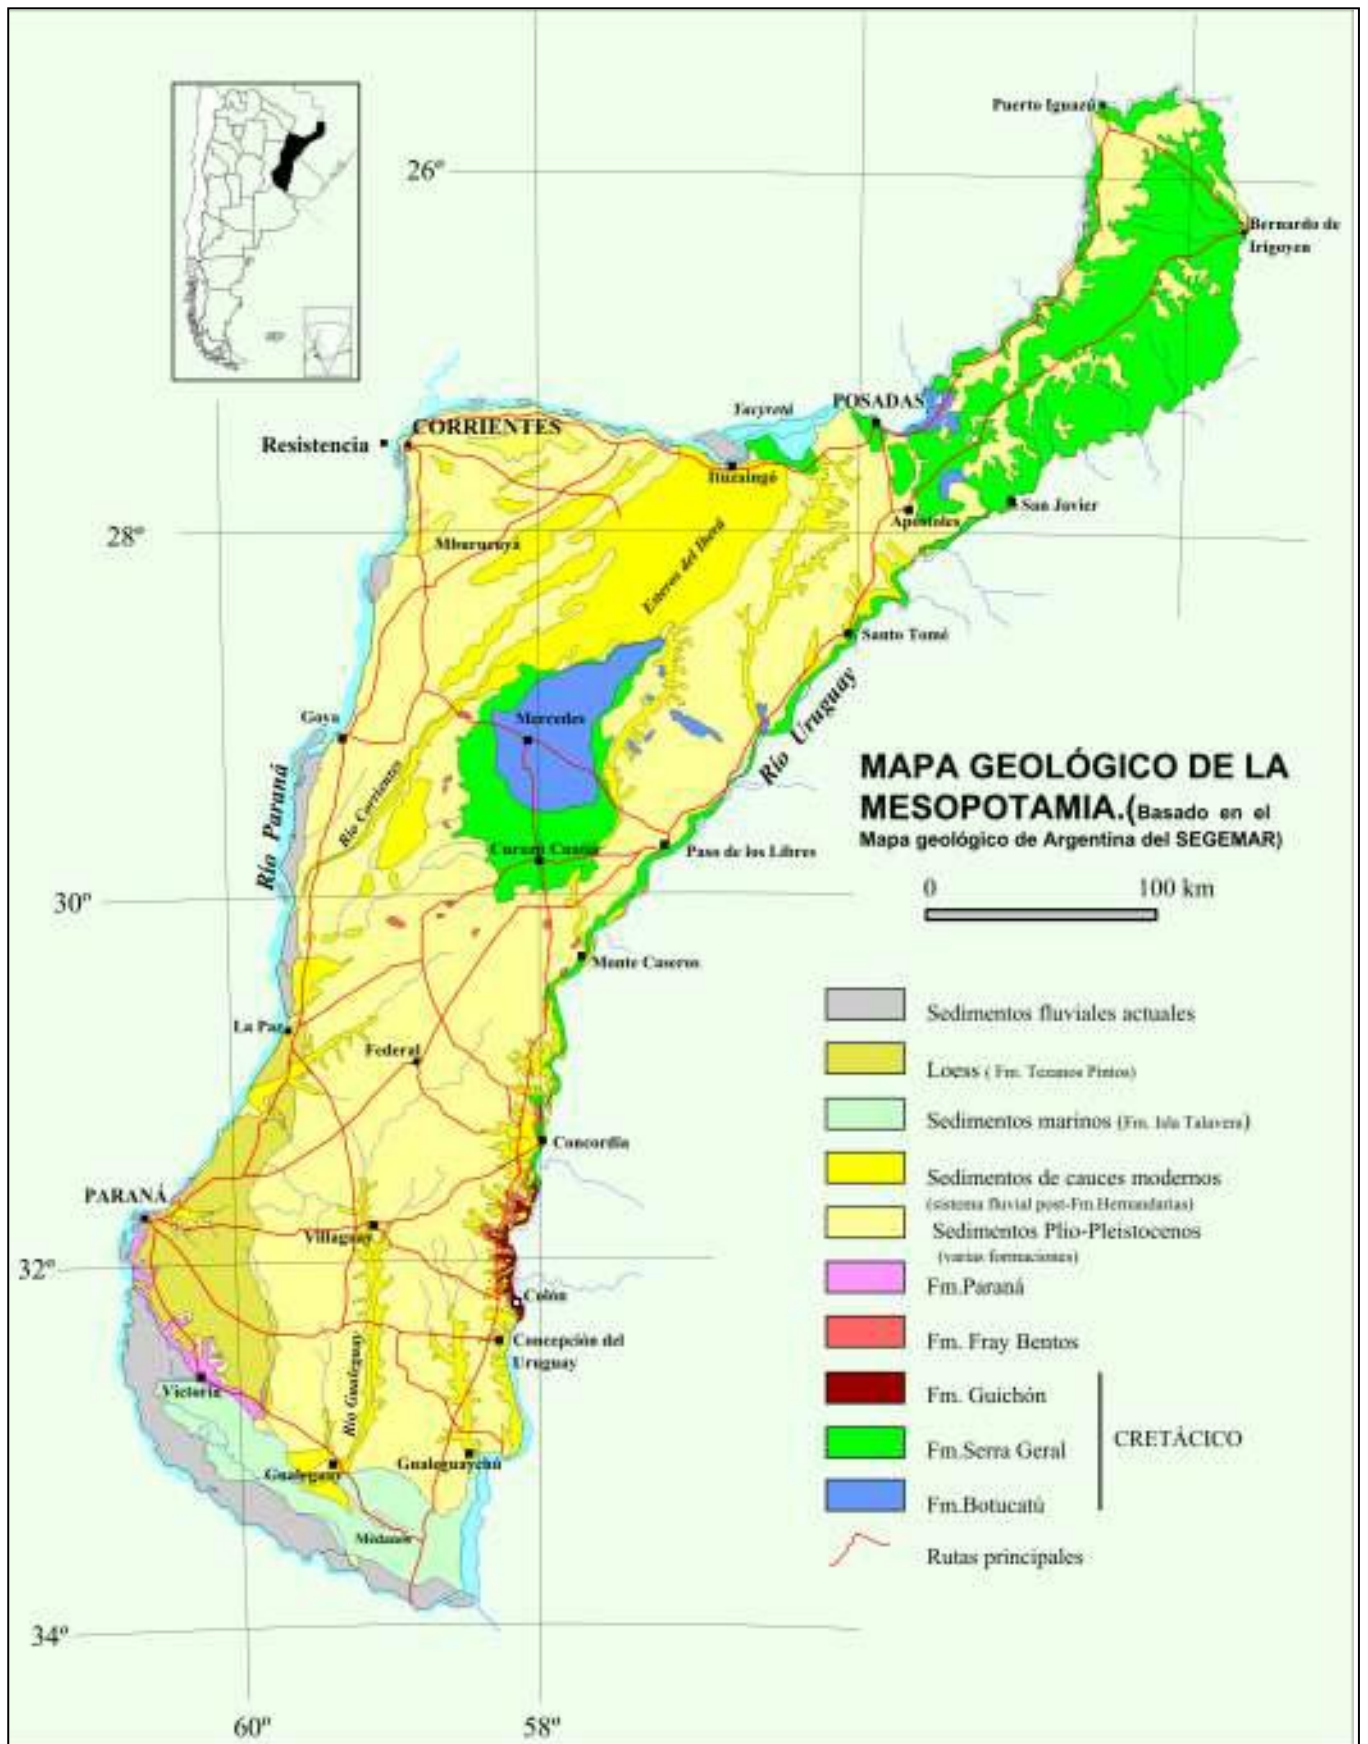 Puerto Iguazú
26º
Bernardo de
Irigoyen
Yacyretá
POSADAS
CORRIENTES
Resistencia
Ituzaingó
San Javier
Apóstoles
28º
Mburucuyá
Esteros del Iberá
Santo Tomé
Goya
Mercedes
Río Uruguay
Río Paraná
Río Corrientes
MAPA GEOLÓGICO DE LA
MESOPOTAMIA.(Basado en el
Mapa geológico de Argentina del SEGEMAR)
Curuzú Cuatiá
Paso de los Libres
0 100 km
30º
Monte Caseros
La Paz
Federal
Concordia
PARANÁ
Villaguay
32º
Colón
Concepción del
Uruguay
Río Gualeguay
Victoria
Gualeguay
Gualeguaychú
Médanos
34º
60º 58º
Sedimentos fluviales actuales
Loess ( Fm. Tezanos Pintos)
Sedimentos marinos (Fm. Isla Talavera)
Sedimentos de cauces modernos
(sistema fluvial post-Fm.Hernandarias)
Sedimentos Plio-Pleistocenos
(varias formaciones)
Fm.Paraná
Fm. Fray Bentos
Fm. Guichón
Fm.Serra Geral
CRETÁCICO
Fm.Botucatú
Rutas principales